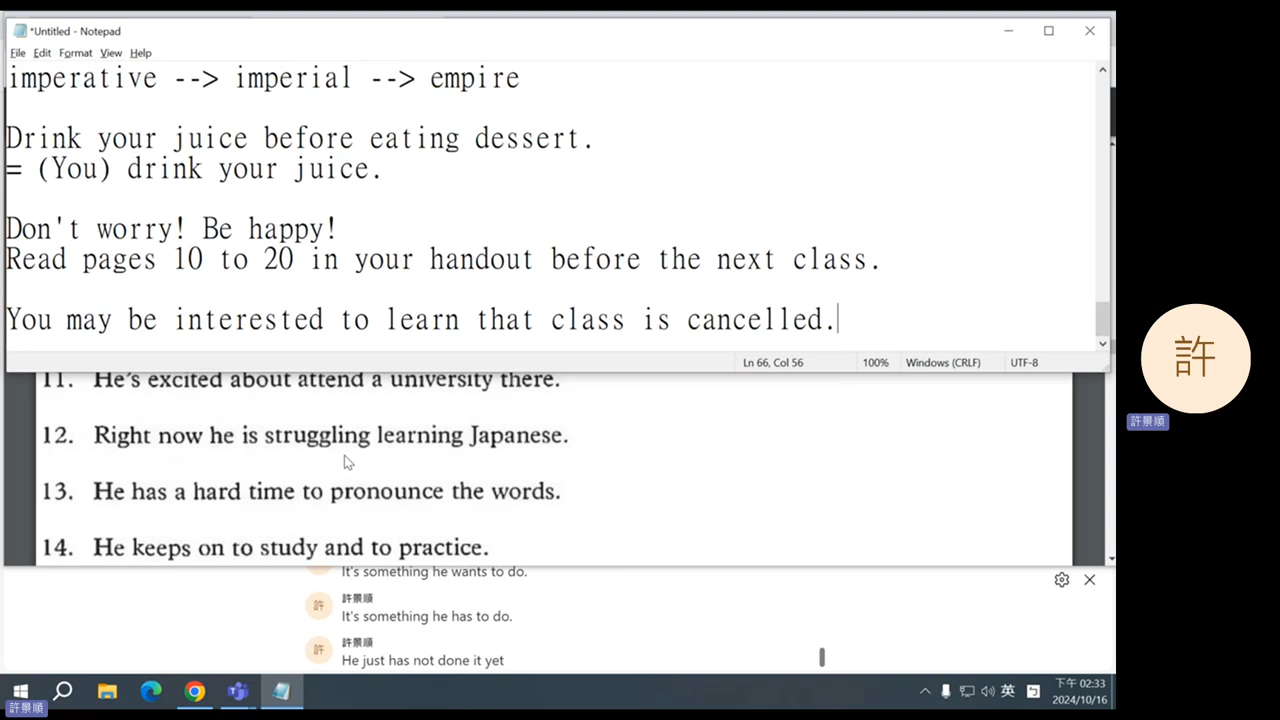 *Untitled - Notepad
File Edit Format View Help
imperative --> imperial --> empire
Drink your juice before eating dessert.
= (You) drink your juice.
Don't worry! Be happy!
Read pages 10 to 20 in your handout before the next class.
You may be interested to learn that class is cancelled.
Ln 66, Col 56 100% Windows (CRLF) UTF-8
11. He's excited about attend a university there.
12. Right now he is struggling learning Japanese.
13. He has a hard time to pronounce the words.
14. He keeps on to study and to practice.
It's something he wants to do.
許 許景順
It's something he has to do.
許 許景順
He just has not done it yet
許
許景順
英 下午 02:33
2024/10/16
許景順